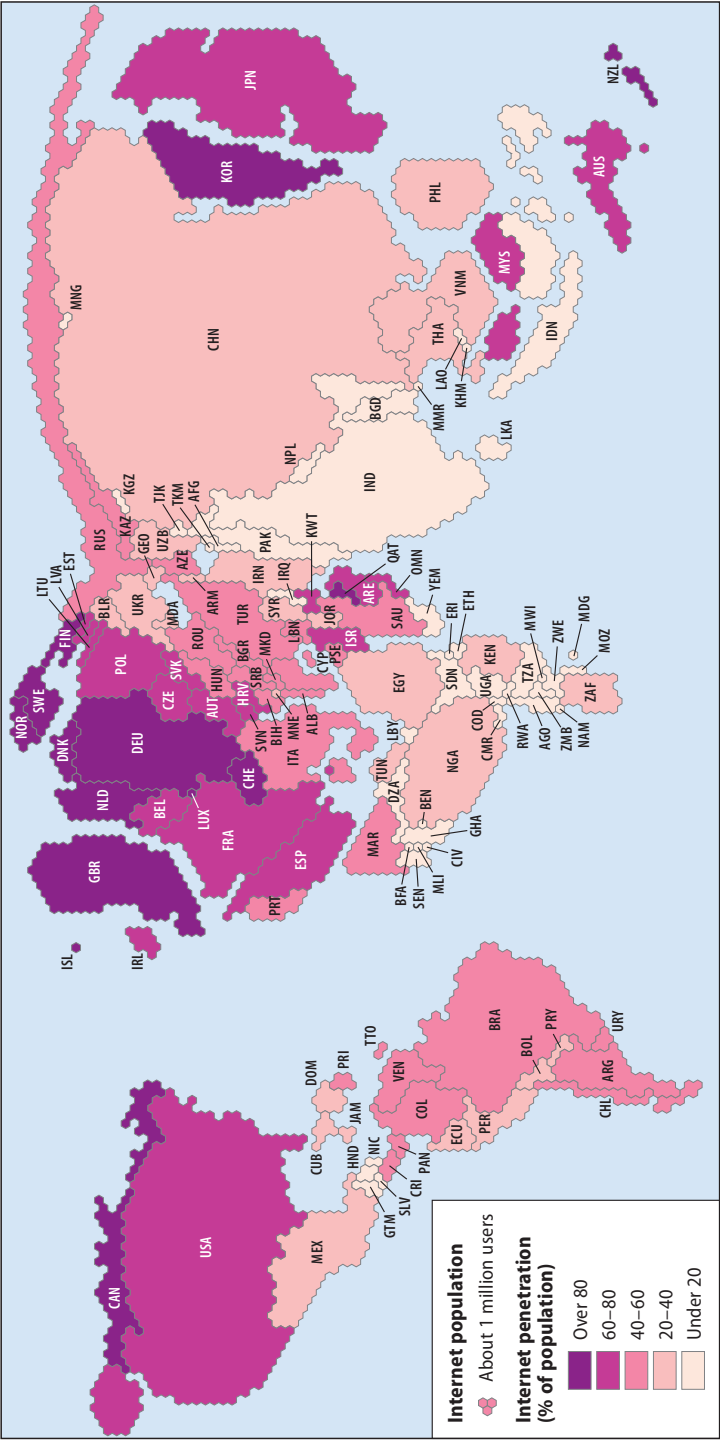 CAN
USA
MEX
CUB
DOM
PRI
JAM
TTO
HND
NIC
GTM
SLV
CRI
PAN
VEN
COL
ECU
PER
BRA
BOL
PRY
CHL
ARG
URY
ISL
IRL
GBR
NOR
SWE
FIN
DNK
NLD
BEL
LUX
DEU
CHE
FRA
ESP
PRT
LTU
LVA
EST
POL
CZE
SVK
AUT
HUN
HRV
SVN
BIH
MNE
ALB
SRB
MKD
BGR
ROU
MDA
UKR
BLR
ITA
RUS
KAZ
GEO
AZE
ARM
TUR
CYP
PSE
ISR
LBN
SYR
JOR
IRQ
IRN
KWT
QAT
ARE
OMN
SAU
YEM
UZB
KGZ
TJK
TKM
AFG
PAK
NPL
IND
BGD
LKA
MNG
CHN
KOR
JPN
MMR
LAO
KHM
THA
VNM
PHL
MYS
IDN
AUS
NZL
MAR
DZA
TUN
LBY
EGY
BFA
SEN
MLI
CIV
GHA
BEN
NGA
CMR
COD
SDN
ERI
ETH
UGA
KEN
RWA
TZA
AGO
ZMB
NAM
MWI
ZWE
MDG
MOZ
ZAF
Internet population
About 1 million users
Internet penetration
(% of population)
Over 80
60–80
40–60
20–40
Under 20